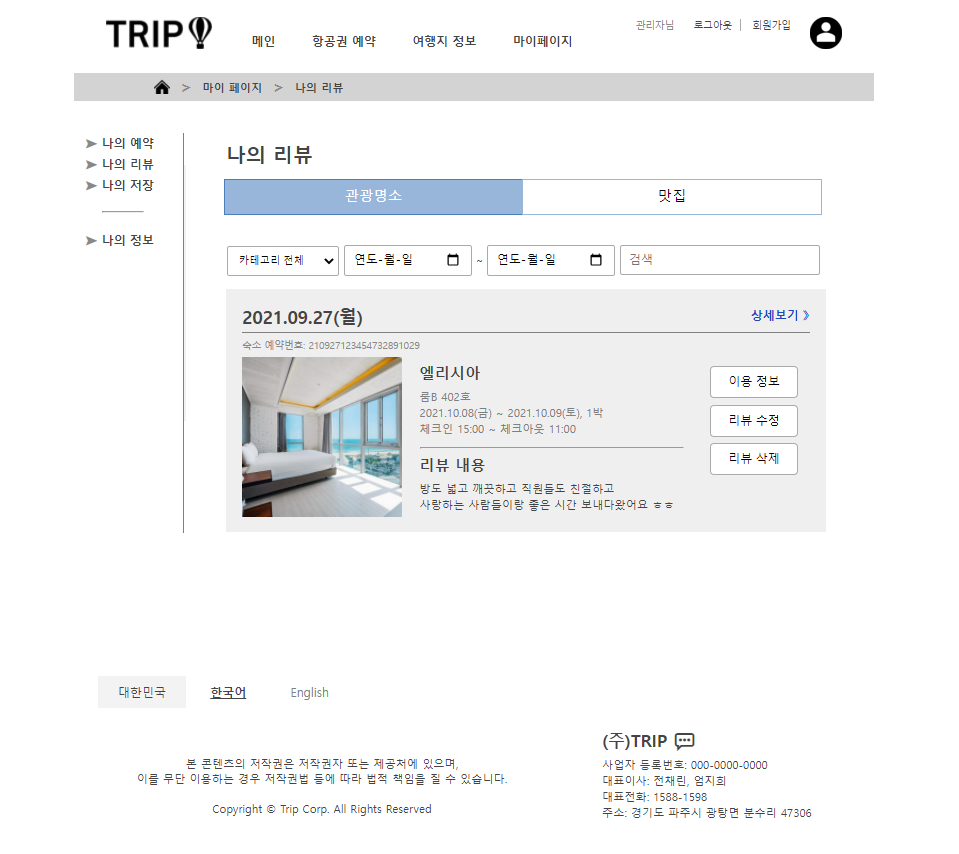 TRIP
메인 항공권 예약 여행지 정보 마이페이지
관리자님 로그아웃 | 회원가입
> 마이 페이지 > 나의 리뷰
➤ 나의 예약
➤ 나의 리뷰
➤ 나의 저장
➤ 나의 정보
나의 리뷰
관광명소 맛집
카테고리 전체 연도-월-일 ~ 연도-월-일 검색
2021.09.27(월) 상세보기 》
숙소 예약번호: 210927123454732891029
엘리시아
룸B 402호
2021.10.08(금) ~ 2021.10.09(토), 1박
체크인 15:00 ~ 체크아웃 11:00
리뷰 내용
방도 넓고 깨끗하고 직원들도 친절하고
사랑하는 사람들이랑 좋은 시간 보내다왔어요 ㅎㅎ
이용 정보
리뷰 수정
리뷰 삭제
대한민국 한국어 English
본 콘텐츠의 저작권은 저작권자 또는 제공처에 있으며,
이를 무단 이용하는 경우 저작권법 등에 따라 법적 책임을 질 수 있습니다.
Copyright © Trip Corp. All Rights Reserved
(주)TRIP
사업자 등록번호: 000-0000-0000
대표이사: 전채린, 엄지희
대표전화: 1588-1598
주소: 경기도 파주시 광탄면 분수리 47306